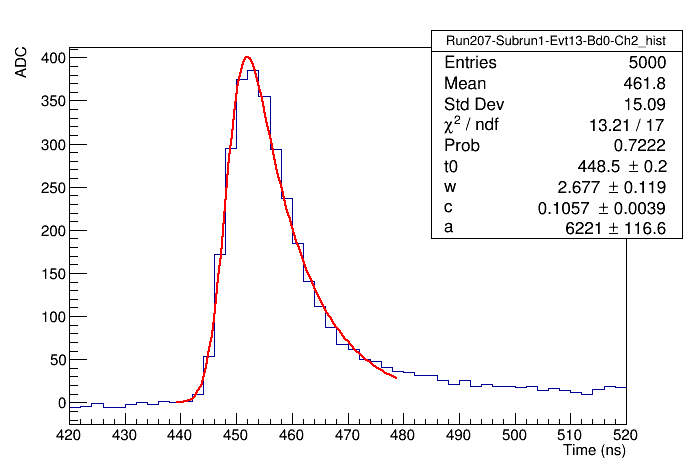 Run207-Subrun1-Evt13-Bd0-Ch2_hist
Entries 5000
Mean 461.8
Std Dev 15.09
χ² / ndf 13.21 / 17
Prob 0.7222
t0 448.5 ± 0.2
w 2.677 ± 0.119
c 0.1057 ± 0.0039
a 6221 ± 116.6
ADC
400
350
300
250
200
150
100
50
0
420 430 440 450 460 470 480 490 500 510 520
Time (ns)